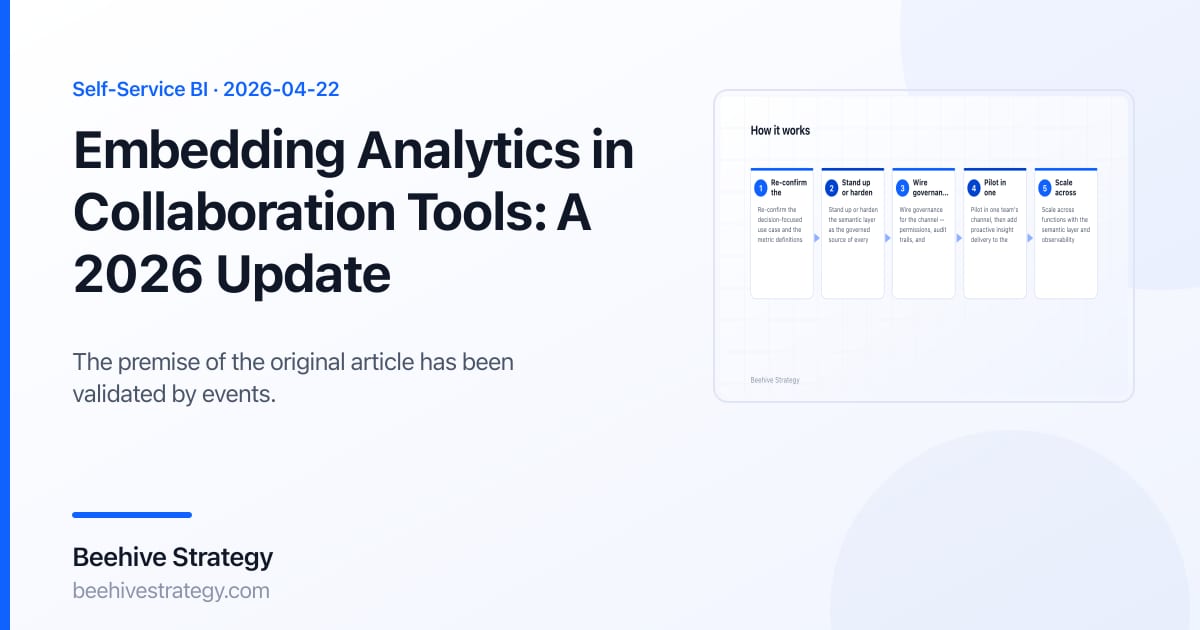 Self-Service BI · 2026-04-22
Embedding Analytics in
Collaboration Tools: A
2026 Update
The premise of the original article has been
validated by events.
Beehive Strategy
beehivestrategy.com
How it works
1
Re-confirm
the
Re-confirm the
decision-focused
use case and the
metric definitions
2
Stand up
or harden
Stand up or harden
the semantic layer
as the governed
source of every
3
Wire
governan...
Wire governance
for the channel —
permissions, audit
trails, and
4
Pilot in
one
Pilot in one team's
channel, then add
proactive insight
delivery to the
5
Scale
across
Scale across
functions with the
semantic layer and
observability
Beehive Strategy